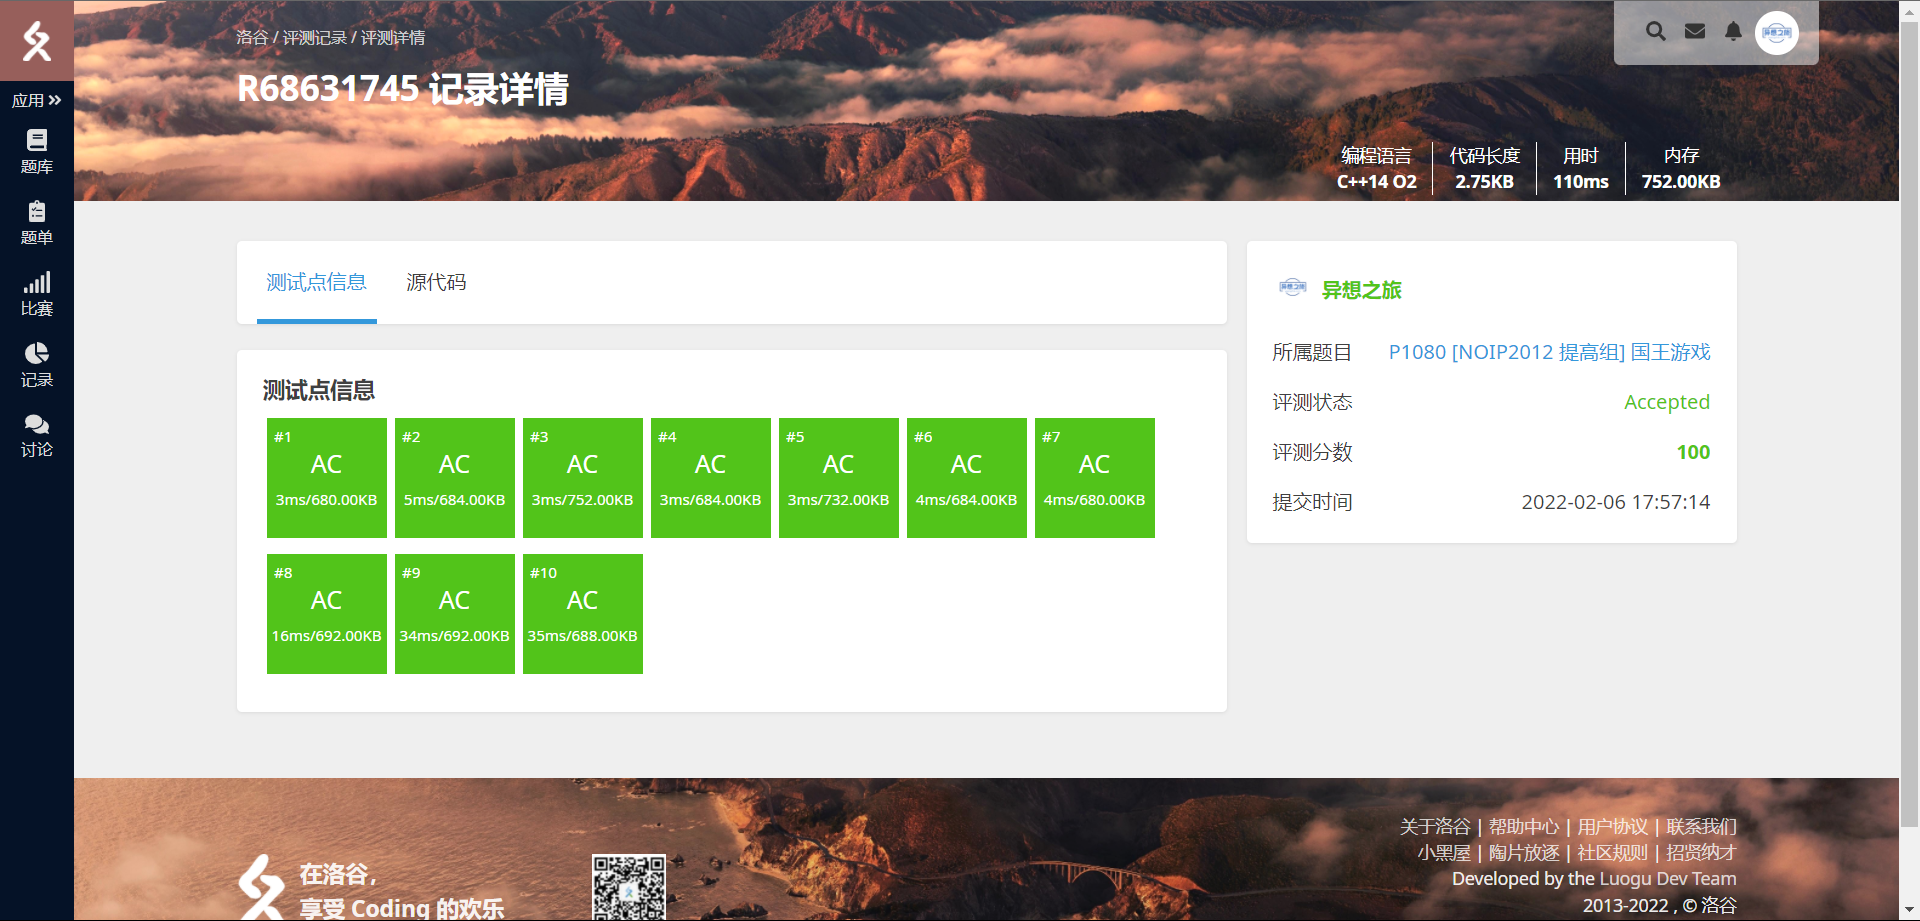 应用
题库
题单
比赛
记录
讨论
洛谷 / 评测记录 / 评测详情
R68631745 记录详情
编程语言 代码长度 用时 内存
C++14 O2 2.75KB 110ms 752.00KB
异想之旅
测试点信息 源代码
测试点信息
#1 #2 #3 #4 #5 #6 #7
AC AC AC AC AC AC AC
3ms/680.00KB 5ms/684.00KB 3ms/752.00KB 3ms/684.00KB 3ms/732.00KB 4ms/684.00KB 4ms/680.00KB
#8 #9 #10
AC AC AC
16ms/692.00KB 34ms/692.00KB 35ms/688.00KB
异想之旅 异想之旅
所属题目 P1080 [NOIP2012 提高组] 国王游戏
评测状态 Accepted
评测分数 100
提交时间 2022-02-06 17:57:14
在洛谷，
享受 Coding 的欢乐
关于洛谷 | 帮助中心 | 用户协议 | 联系我们
小黑屋 | 陶片放逐 | 社区规则 | 招贤纳才
Developed by the Luogu Dev Team
2013-2022 , © 洛谷